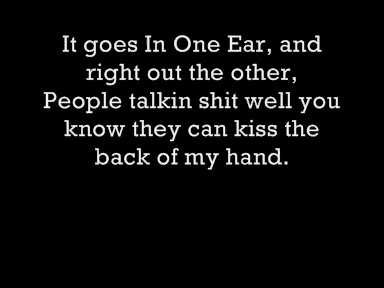 It goes In One Ear, and
right out the other,
People talkin shit well you
know they can kiss the
back of my hand.